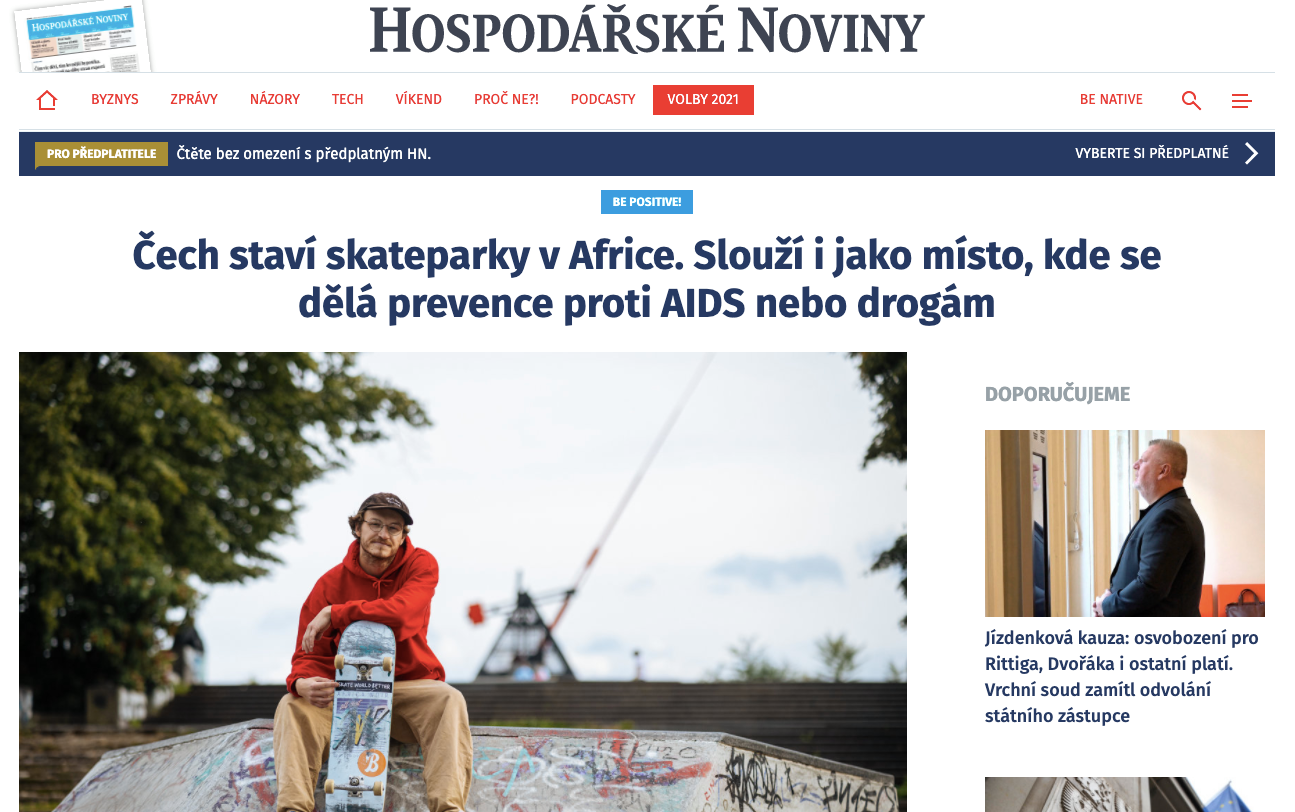 HOSPODÁŘSKÉ NOVINY
HOSPODÁŘSKÉ NOVINY
BYZNYS
ZPRÁVY
NÁZORY
TECH
VÍKEND
PROČ NE?!
PODCASTY
VOLBY 2021
BE NATIVE
PRO PŘEDPLATITELE
Čtěte bez omezení s předplatným HN.
VYBERTE SI PŘEDPLATNÉ
BE POSITIVE!
Čech staví skateparky v Africe. Slouží i jako místo, kde se
dělá prevence proti AIDS nebo drogám
SKATE WORLD BETTER
B
DOPORUČUJEME
Jízdenková kauza: osvobození pro
Rittiga, Dvořáka i ostatní platí.
Vrchní soud zamítl odvolání
státního zástupce